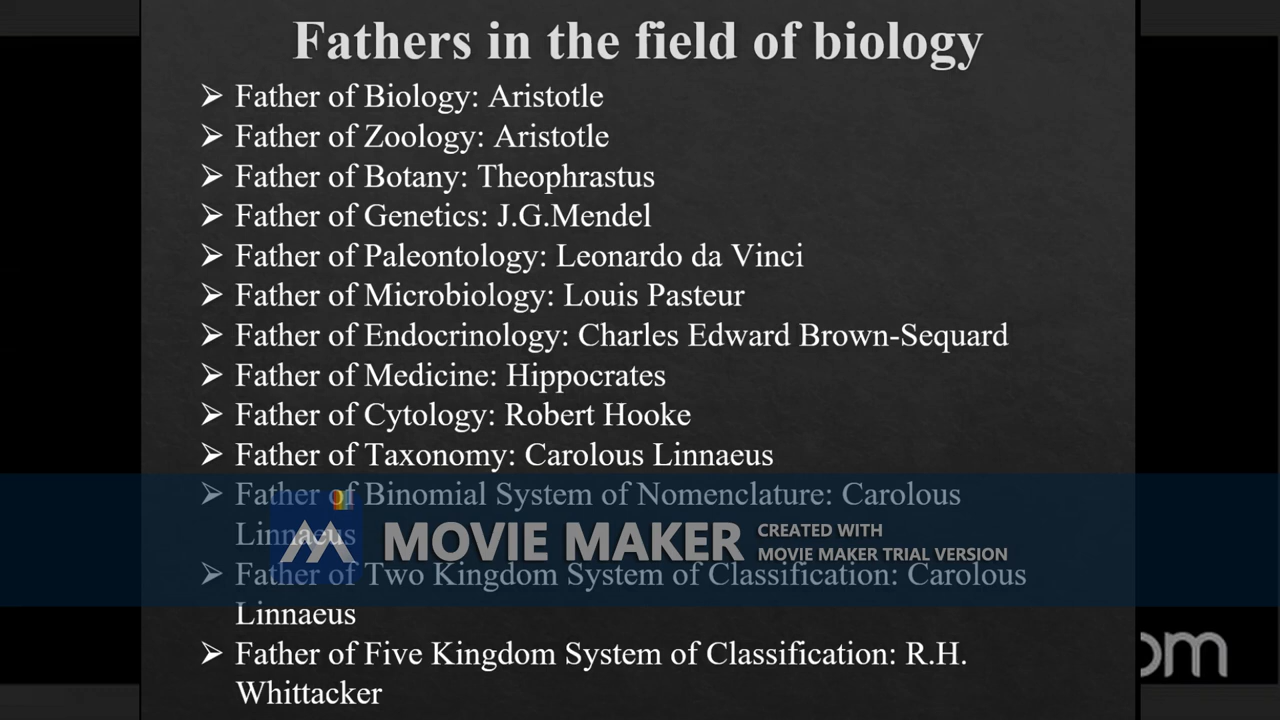 Fathers in the field of biology
➢ Father of Biology: Aristotle
➢ Father of Zoology: Aristotle
➢ Father of Botany: Theophrastus
➢ Father of Genetics: J.G.Mendel
➢ Father of Paleontology: Leonardo da Vinci
➢ Father of Microbiology: Louis Pasteur
➢ Father of Endocrinology: Charles Edward Brown-Sequard
➢ Father of Medicine: Hippocrates
➢ Father of Cytology: Robert Hooke
➢ Father of Taxonomy: Carolous Linnaeus
➢ Father of Binomial System of Nomenclature: Carolous
Linnaeus
MOVIE MAKER
CREATED WITH
MOVIE MAKER TRIAL VERSION
➢ Father of Two Kingdom System of Classification: Carolous
Linnaeus
➢ Father of Five Kingdom System of Classification: R.H.
Whittacker